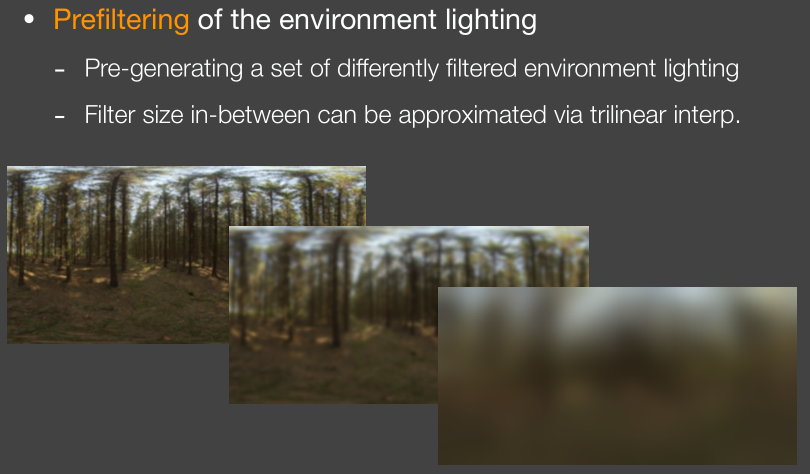 • Prefiltering of the environment lighting
- Pre-generating a set of differently filtered environment lighting
- Filter size in-between can be approximated via trilinear interp.